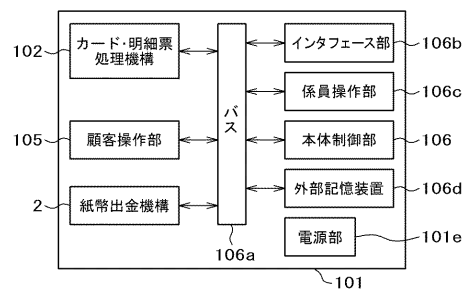 102
カード・明細票
処理機構
105
顧客操作部
2
紙幣出金機構
バス
106a
インタフェース部
106b
係員操作部
106c
本体制御部
106
外部記憶装置
106d
電源部
101e
101